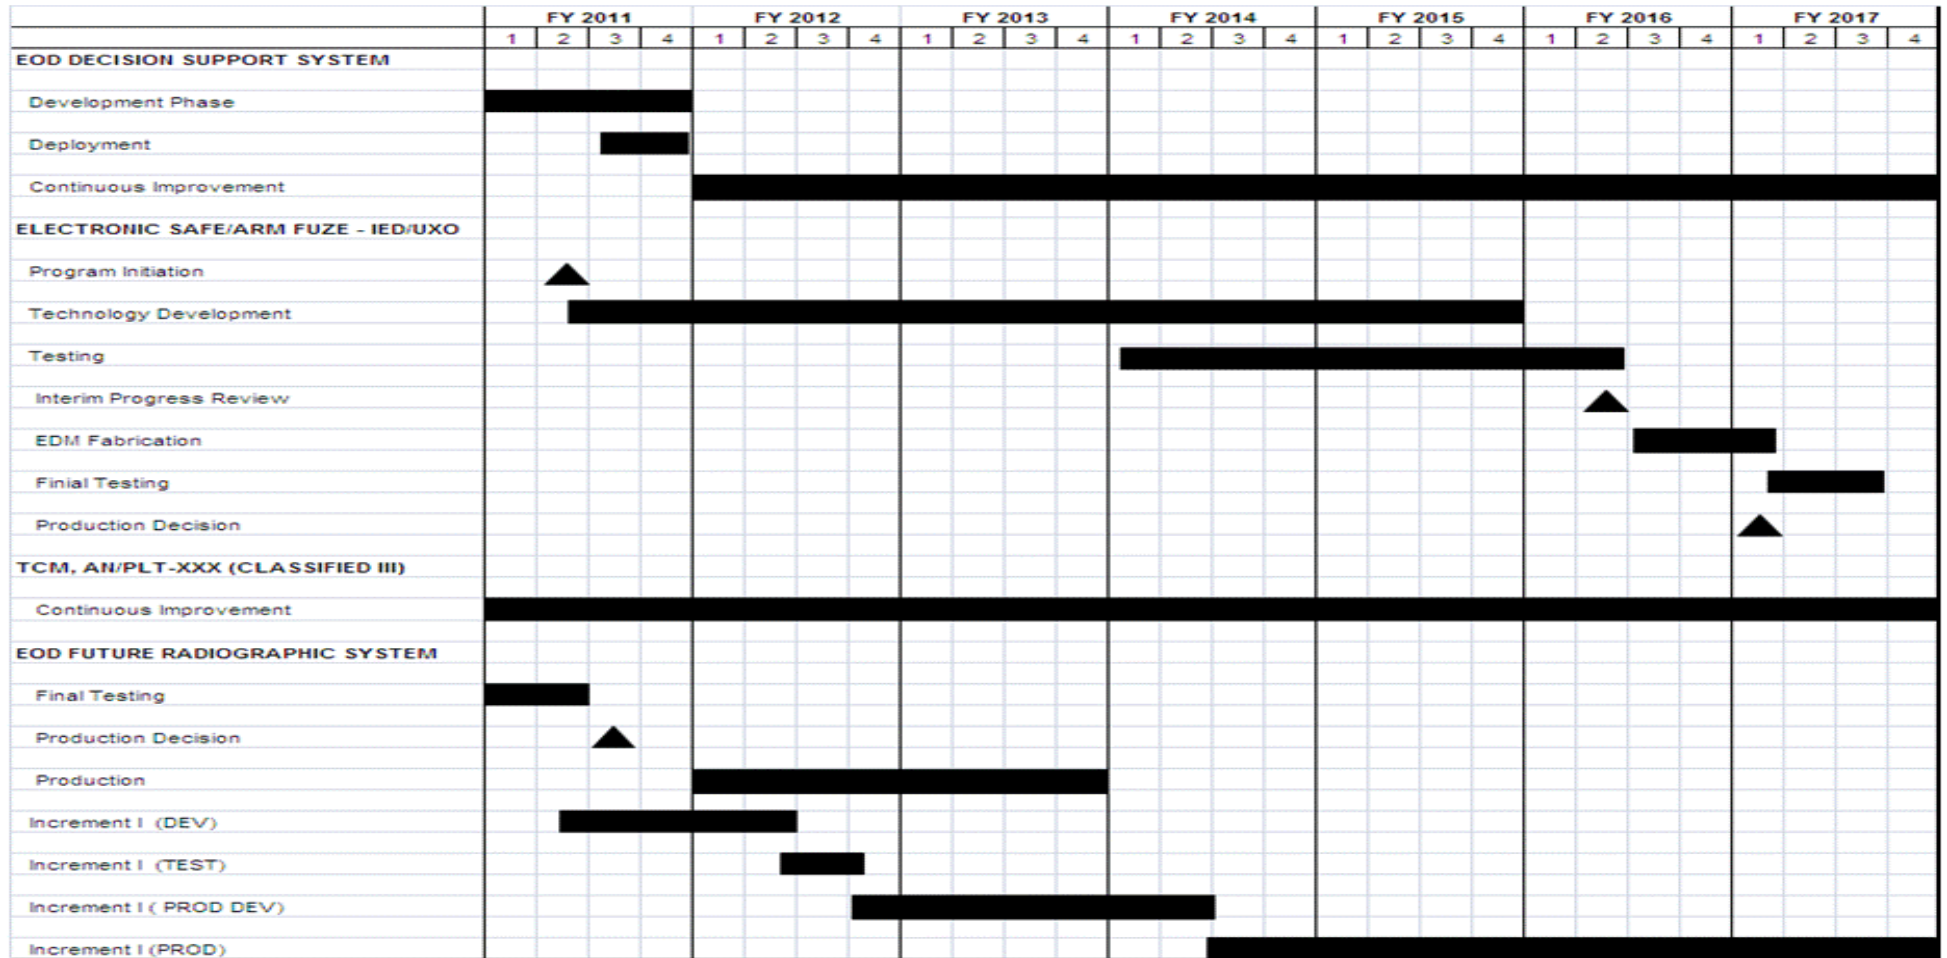 FY 2011 FY 2012 FY 2013 FY 2014 FY 2015 FY 2016 FY 2017
1 2 3 4 1 2 3 4 1 2 3 4 1 2 3 4 1 2 3 4 1 2 3 4 1 2 3 4
EOD DECISION SUPPORT SYSTEM
Development Phase
Deployment
Continuous Improvement
ELECTRONIC SAFE/ARM FUZE - IED/UXO
Program Initiation
Technology Development
Testing
Interim Progress Review
EDM Fabrication
Finial Testing
Production Decision
TCM, AN/PLT-XXX (CLASSIFIED III)
Continuous Improvement
EOD FUTURE RADIOGRAPHIC SYSTEM
Final Testing
Production Decision
Production
Increment I (DEV)
Increment I (TEST)
Increment I ( PROD DEV)
Increment I (PROD)